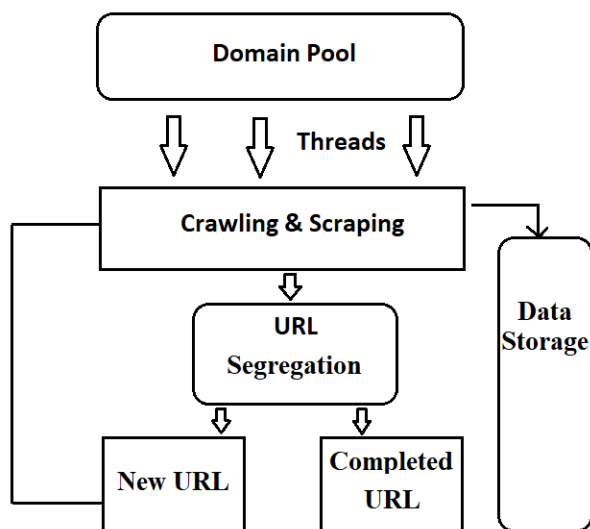 Domain Pool
Threads
Crawling & Scraping
URL
Segregation
Data
Storage
New URL
Completed
URL